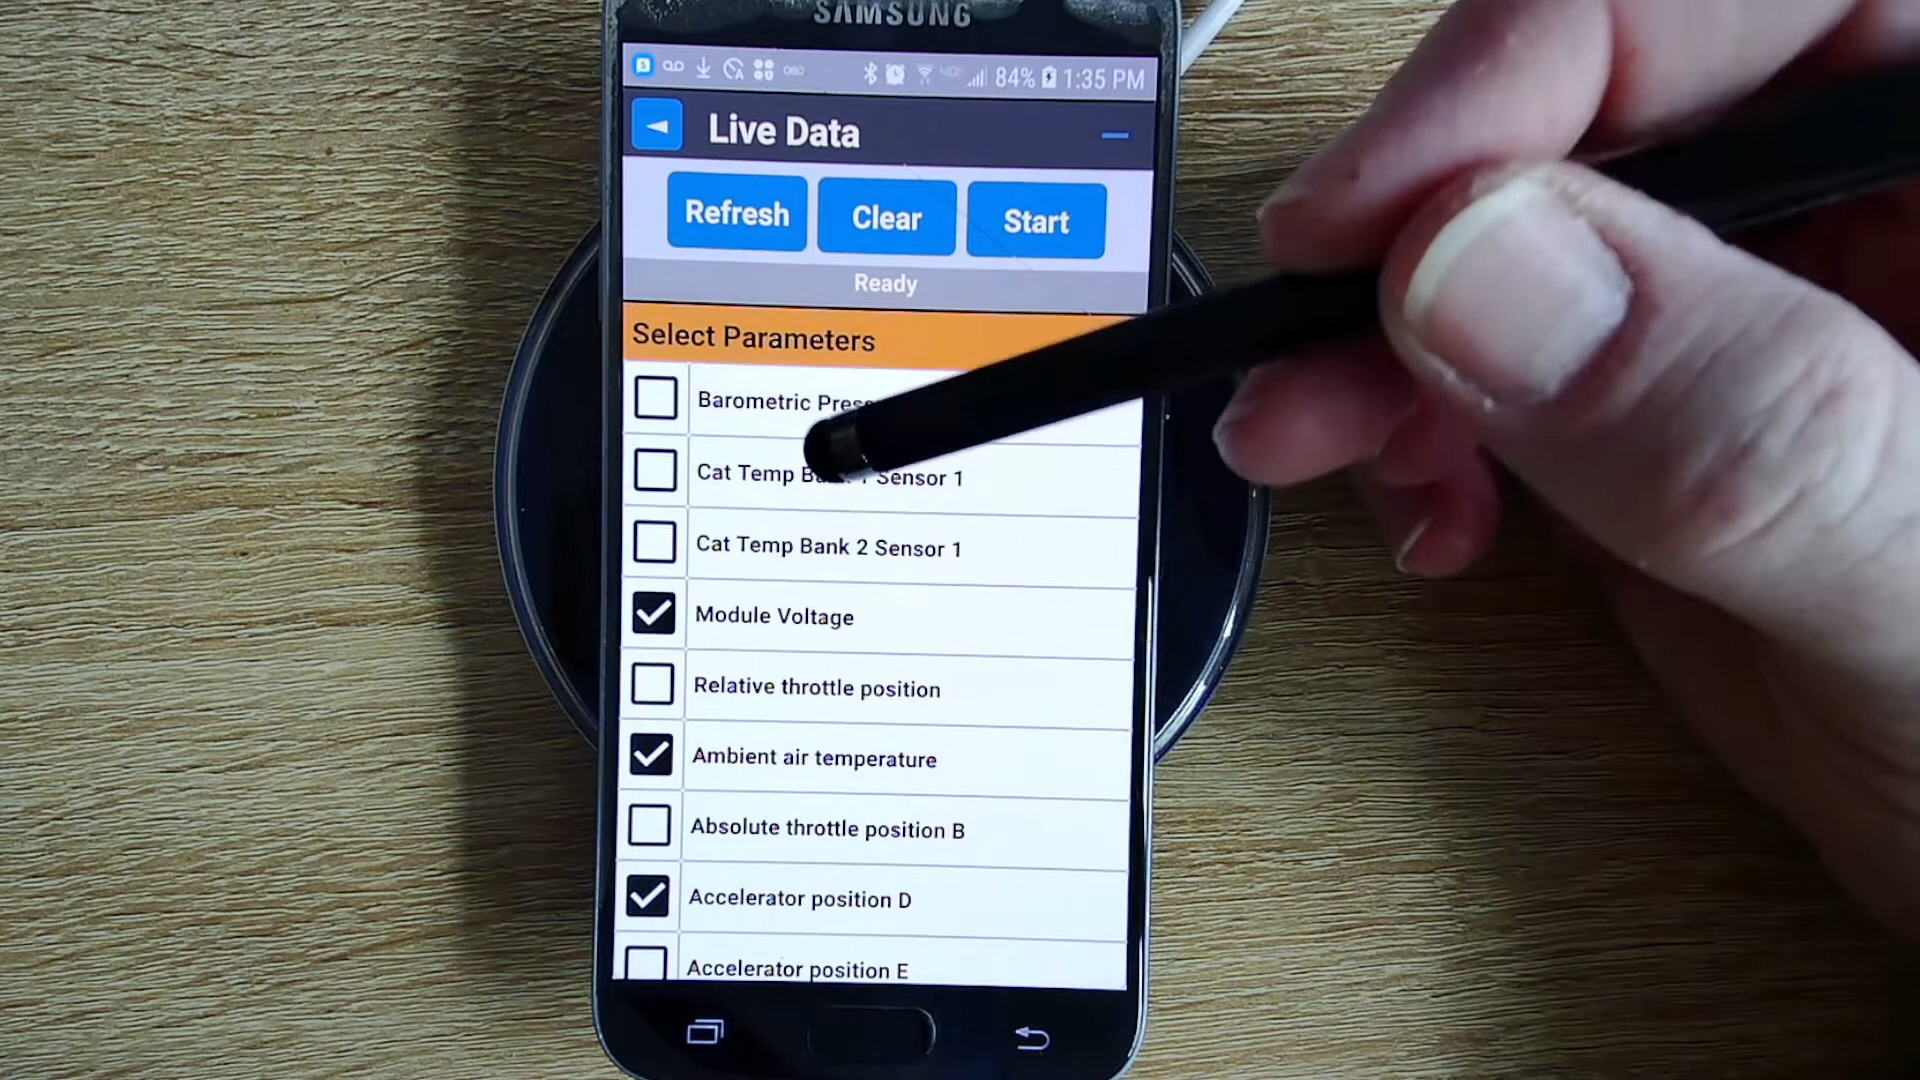 SAMSUNG
84% 1:35 PM
Live Data
Refresh Clear Start
Ready
Select Parameters
Barometric
Cat Temp Sensor 1
Cat Temp Bank 2 Sensor 1
Module Voltage
Relative throttle position
Ambient air temperature
Absolute throttle position B
Accelerator position D
Accelerator position E